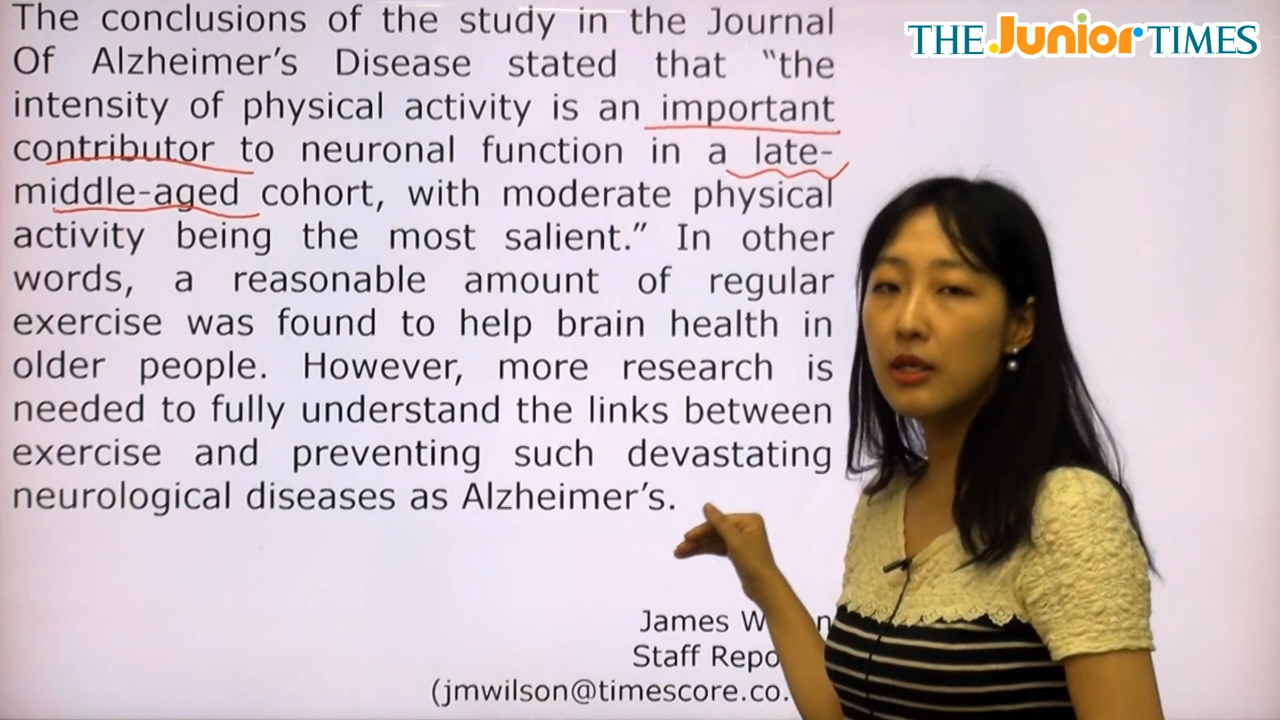 The conclusions of the study in the Journal
Of Alzheimer’s Disease stated that “the
intensity of physical activity is an important
contributor to neuronal function in a late-
middle-aged cohort, with moderate physical
activity being the most salient.” In other
words, a reasonable amount of regular
exercise was found to help brain health in
older people. However, more research is
needed to fully understand the links between
exercise and preventing such devastating
neurological diseases as Alzheimer’s.
THE Junior TIMES
James
Staff
(jmwilson@timescore.co.